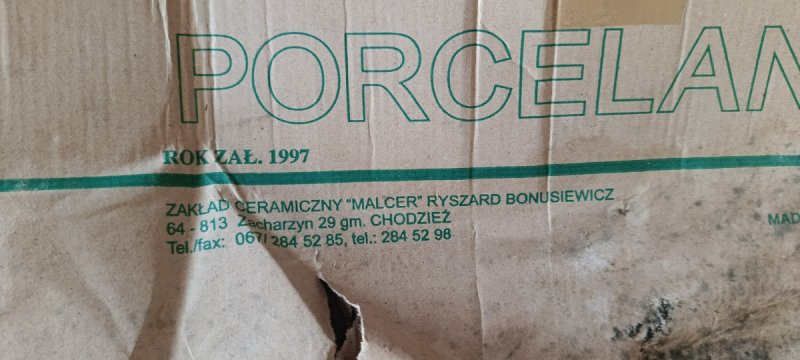 PORCELAN
ROK ZAŁ. 1997
ZAKŁAD CERAMICZNY "MALCER" RYSZARD BONUSIEWICZ
64 - 813 Zacharzyn 29 gm. CHODZIEŻ
MAD
Tel./fax: 067/ 284 52 85, tel.: 284 52 98